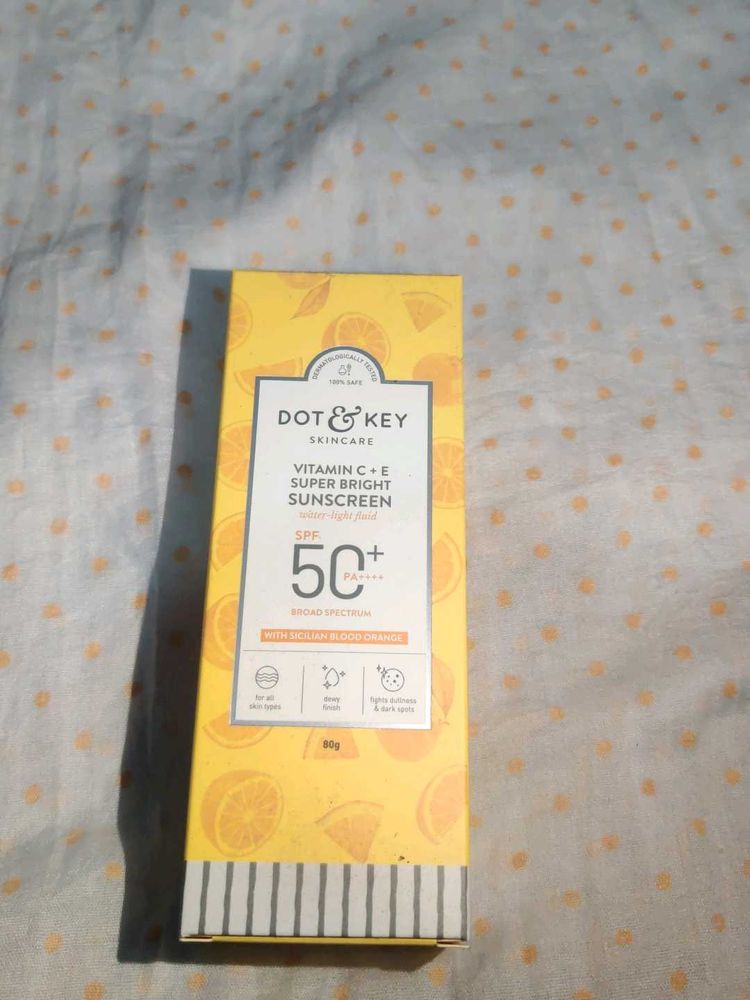 DERMATOLOGICALLY TESTED
100% SAFE
DOT & KEY
SKINCARE
VITAMIN C + E
SUPER BRIGHT
SUNSCREEN
water-light fluid
SPF
50+
PA++++
BROAD SPECTRUM
WITH SICILIAN BLOOD ORANGE
for all
skin types
dewy
finish
fights dullness
& dark spots
80g